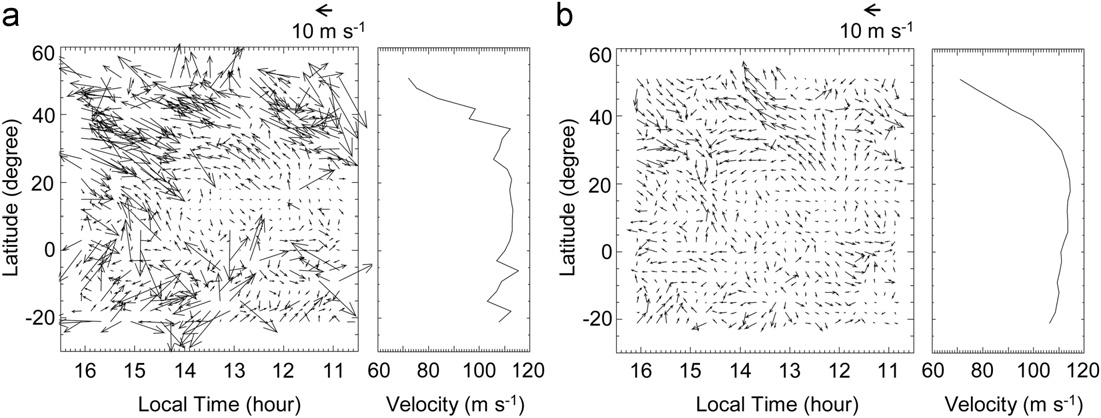 a
10 m s-1
60
40
20
0
-20
Latitude (degree)
16 15 14 13 12 11
Local Time (hour)
60 80 100 120
Velocity (m s-1)
b
10 m s-1
60
40
20
0
-20
Latitude (degree)
16 15 14 13 12 11
Local Time (hour)
60 80 100 120
Velocity (m s-1)